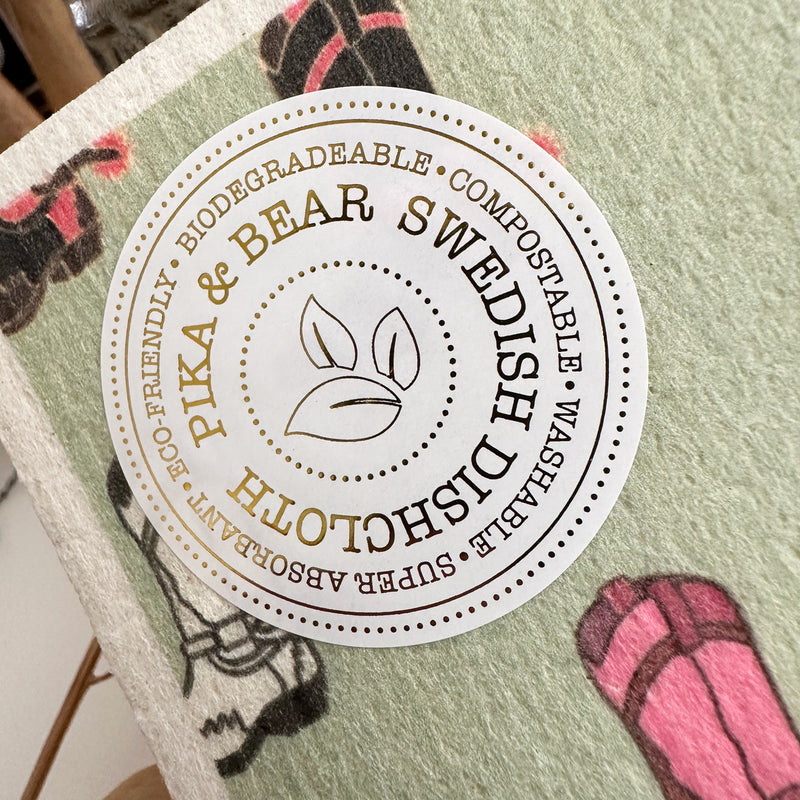 PIKA & BEAR SWEDISH DISHCLOTH
ECO-FRIENDLY • BIODEGRADEABLE • COMPOSTABLE • WASHABLE • SUPER ABSORBANT •